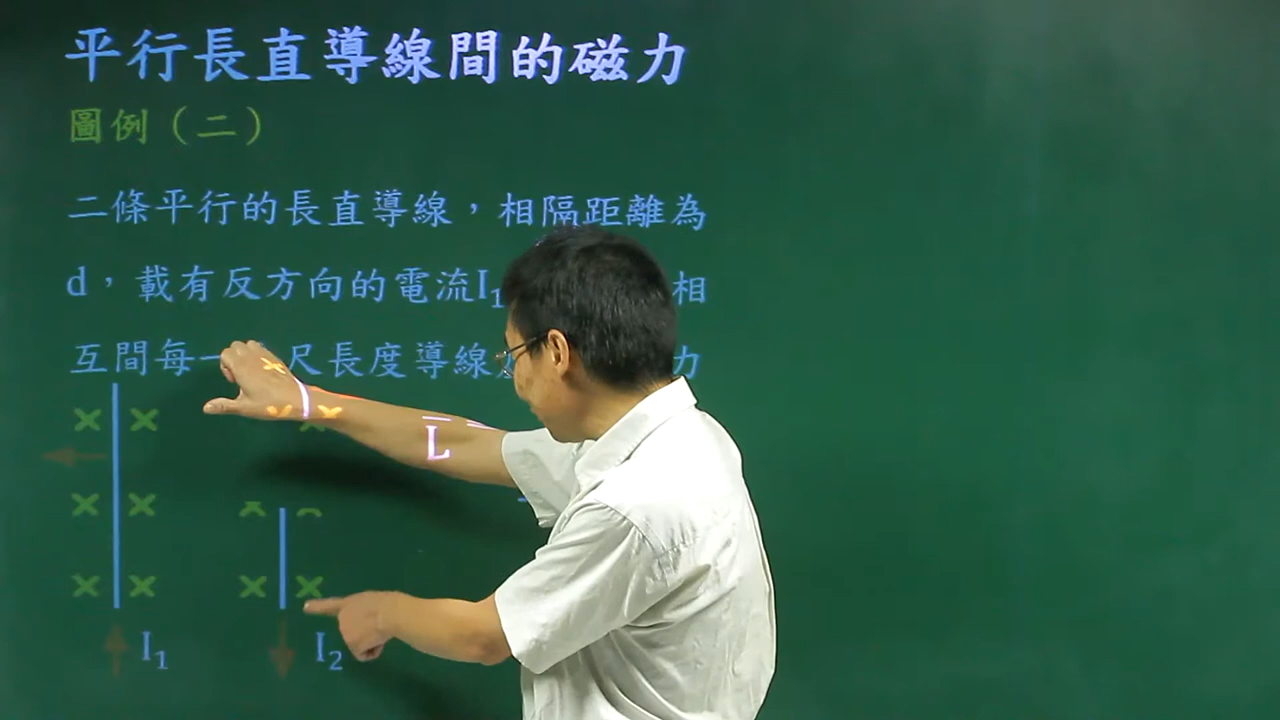 平行長直導線間的磁力
圖例（二）
二條平行的長直導線，相隔距離為
d，載有反方向的電流I₁ 相
互間每一 尺長度導線 力
L
I₁
I₂